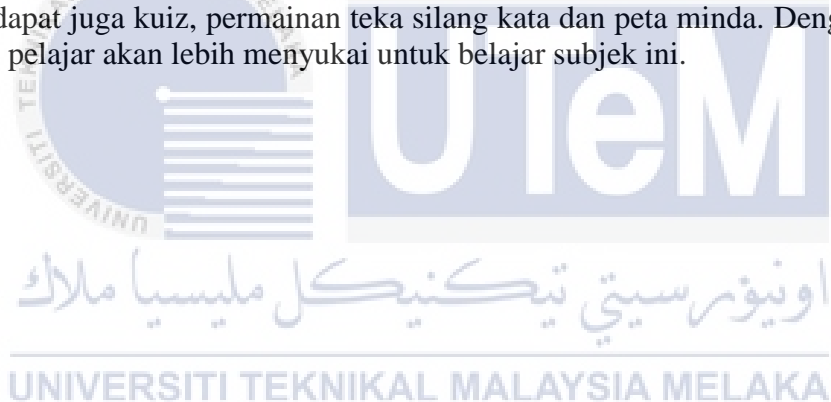 dapat juga kuiz, permainan teka silang kata dan peta minda. Deng
pelajar akan lebih menyukai untuk belajar subjek ini.
UTeM
اونيۏرسيتي تيكنيكل مليسيا ملاك
UNIVERSITI TEKNIKAL MALAYSIA MELAKA